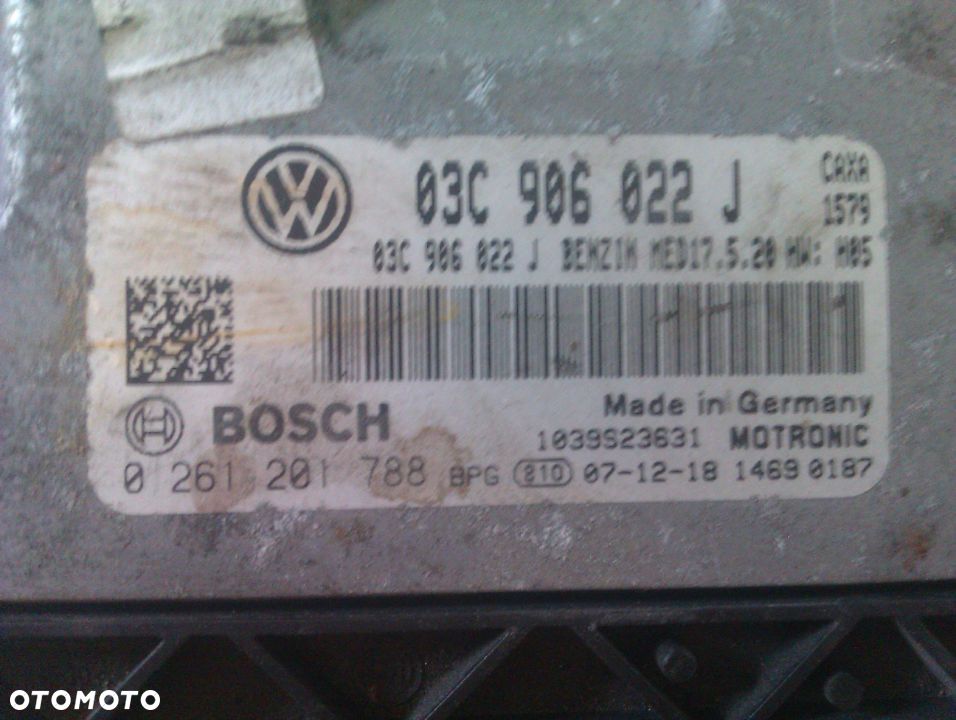 03C 906 022 J
CAXA
1579
03C 906 022 J BENZIN MED17.5.20 HW: H05
BOSCH
Made in Germany
1039S23631 MOTRONIC
0 261 201 788 BPG 810 07-12-18 1469 0187
OTOMOTO